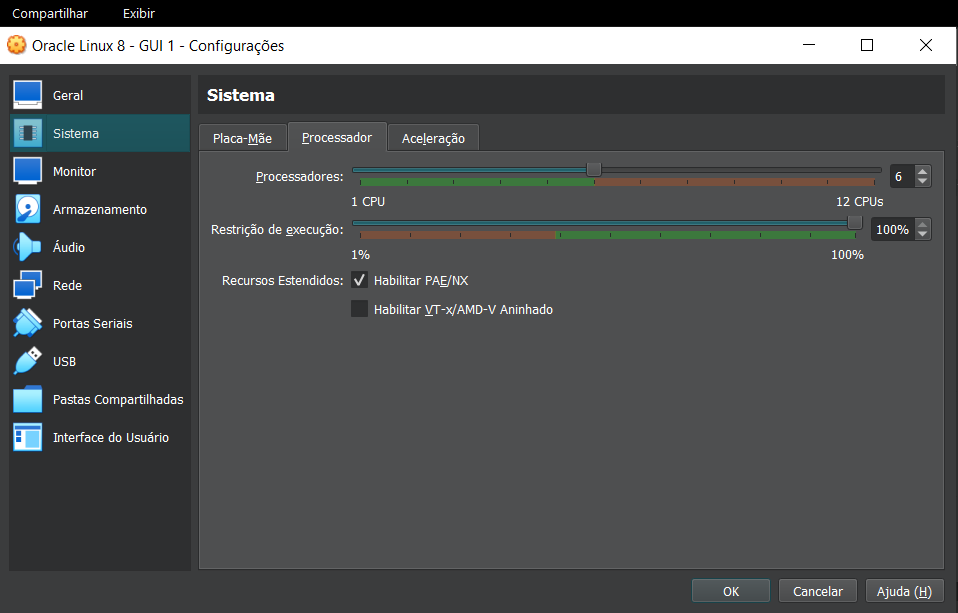 Compartilhar Exibir
Oracle Linux 8 - GUI 1 - Configurações
Geral
Sistema
Monitor
Armazenamento
Áudio
Rede
Portas Seriais
USB
Pastas Compartilhadas
Interface do Usuário
Sistema
Placa-Mãe Processador Aceleração
Processadores: 6
1 CPU 12 CPUs
Restrição de execução: 100%
1% 100%
Recursos Estendidos: Habilitar PAE/NX
Habilitar VT-x/AMD-V Aninhado
OK Cancelar Ajuda (H)